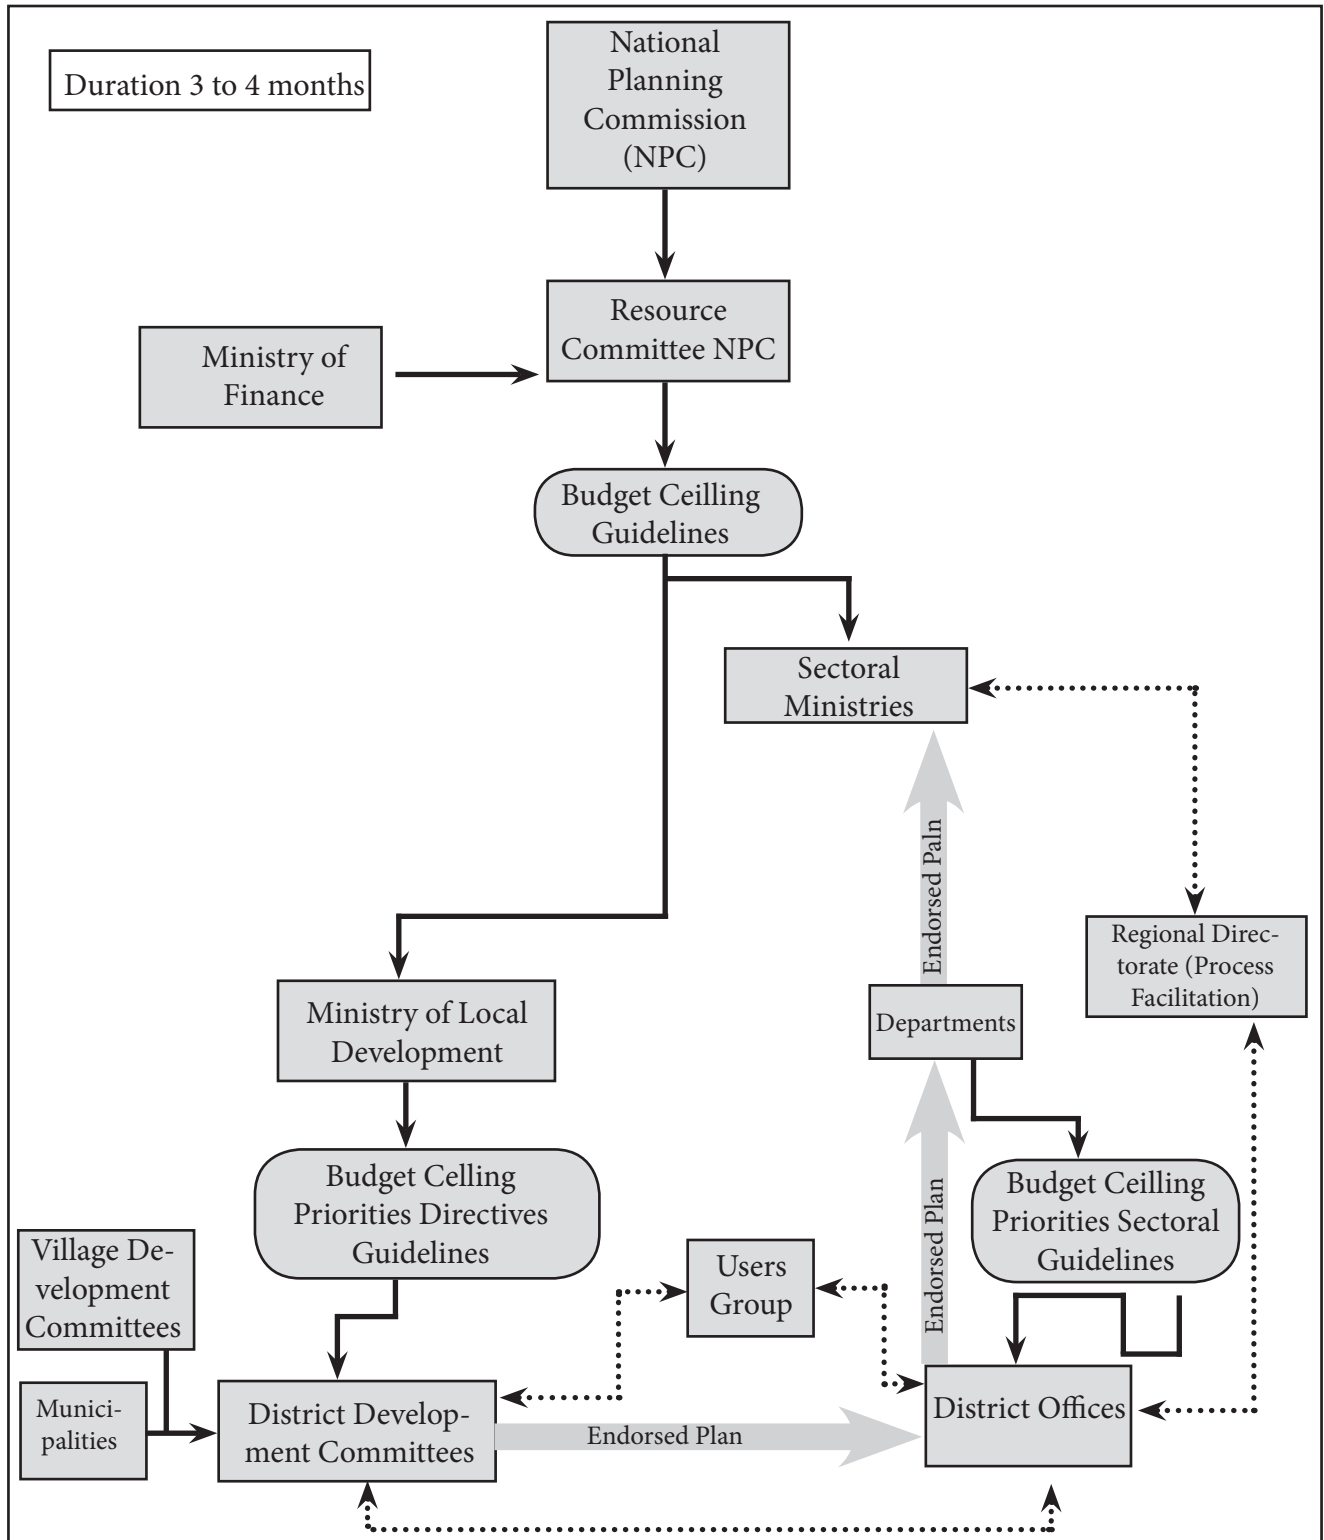 Duration 3 to 4 months
National
Planning
Commission
(NPC)
Resource
Committee NPC
Ministry of
Finance
Budget Ceilling
Guidelines
Sectoral
Ministries
Endorsed Paln
Regional Direc-
torate (Process
Facilitation)
Ministry of Local
Development
Departments
Budget Celling
Priorities Directives
Guidelines
Endorsed Plan
Budget Ceilling
Priorities Sectoral
Guidelines
Village De-
velopment
Committees
Users
Group
Munici-
palities
District Develop-
ment Committees
Endorsed Plan
District Offices